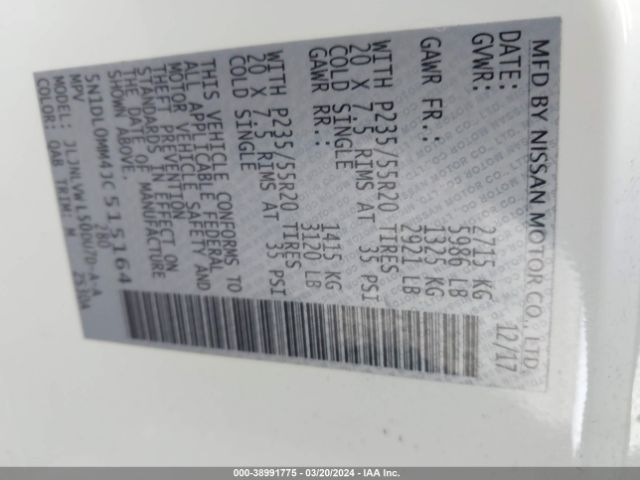 MFD BY NISSAN MOTOR CO., LTD.
DATE: 12/17
GVWR: 2715 KG
5986 LB
GAWR FR.: 1325 KG
2921 LB
WITH P235/55R20 TIRES
20 X 7.5 RIMS AT 35 PSI
COLD SINGLE
GAWR RR.: 1415 KG
3120 LB
WITH P235/55R20 TIRES
20 X 7.5 RIMS AT 35 PSI
COLD SINGLE
THIS VEHICLE CONFORMS TO
ALL APPLICABLE FEDERAL
MOTOR VEHICLE SAFETY AND
THEFT PREVENTION
STANDARDS IN EFFECT ON
THE DATE OF MANUFACTURE
SHOWN ABOVE.
5N1DL0MM4JC515164
MPV 280
MODEL: JLJNLVWL50UU7D-A-A
COLOR: QAB TRIM: M
000-38991775 - 03/20/2024 - IAA Inc.